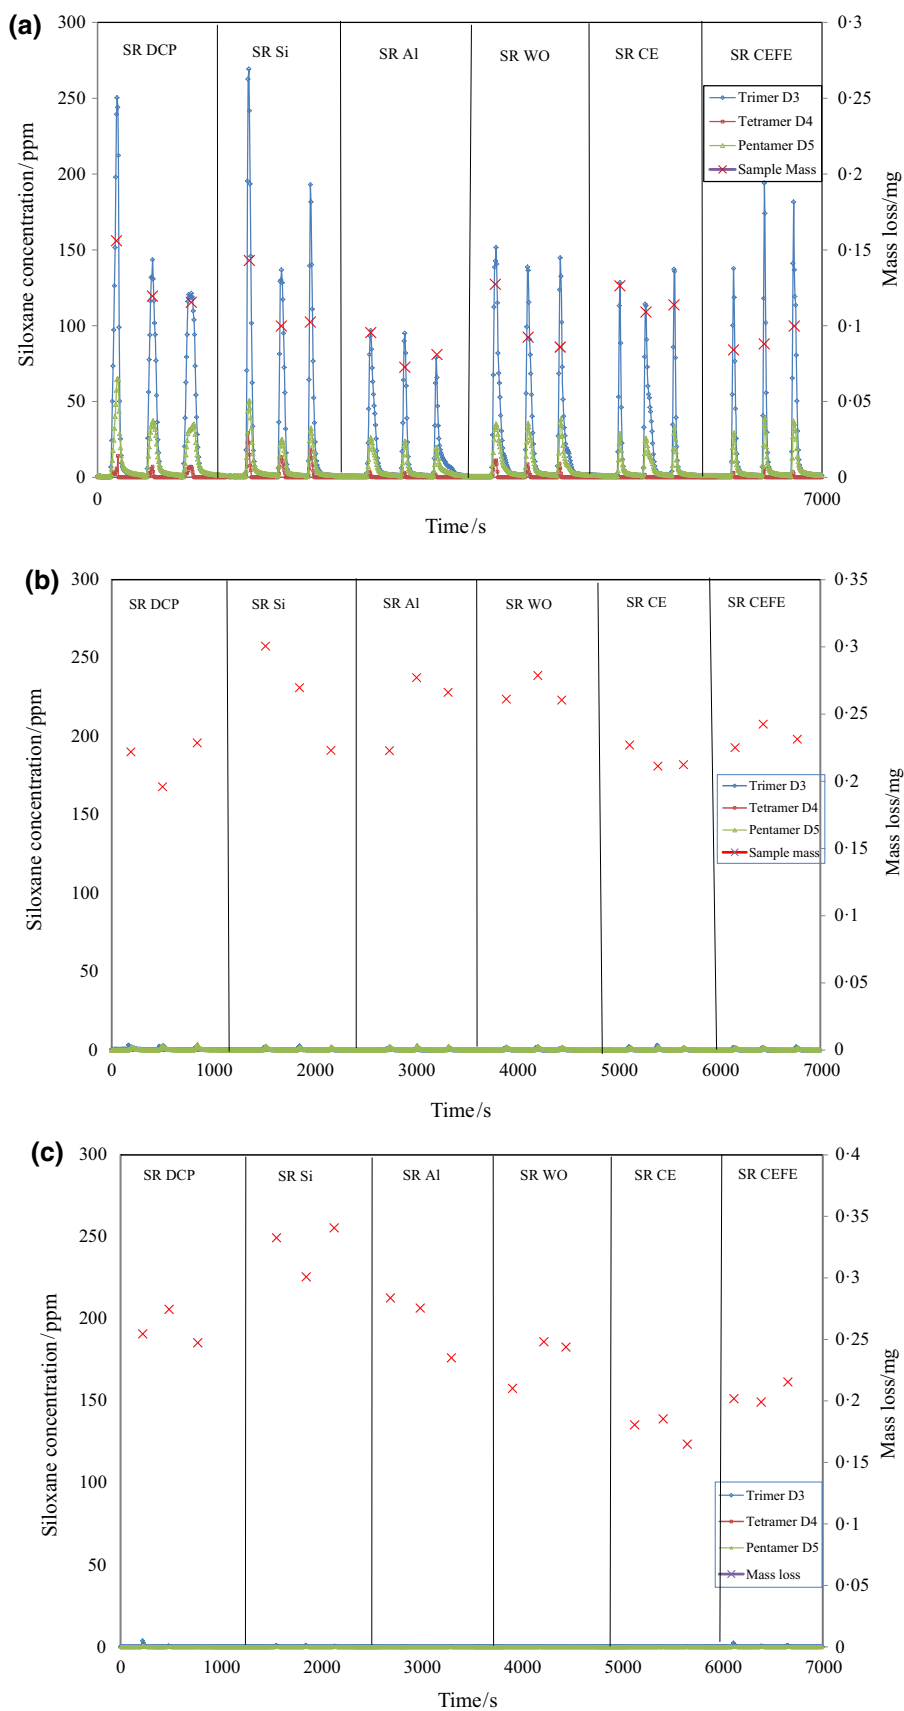 (a)
300
250
200
150
100
50
0
Siloxane concentration/ppm
SR DCP
SR Si
SR Al
SR WO
SR CE
SR CEFE
Trimer D3
Tetramer D4
Pentamer D5
Sample Mass
0·3
0·25
0·2
0·15
0·1
0·05
0
Mass loss/mg
0
7000
Time/s
(b)
300
250
200
150
100
50
0
Siloxane concentration/ppm
SR DCP
SR Si
SR Al
SR WO
SR CE
SR CEFE
Trimer D3
Tetramer D4
Pentamer D5
Sample mass
0·35
0·3
0·25
0·2
0·15
0·1
0·05
0
Mass loss/mg
0 1000 2000 3000 4000 5000 6000 7000
Time/s
(c)
300
250
200
150
100
50
0
Siloxane concentration/ppm
SR DCP
SR Si
SR Al
SR WO
SR CE
SR CEFE
Trimer D3
Tetramer D4
Pentamer D5
Mass loss
0·4
0·35
0·3
0·25
0·2
0·15
0·1
0·05
0
Mass loss/mg
0 1000 2000 3000 4000 5000 6000 7000
Time/s